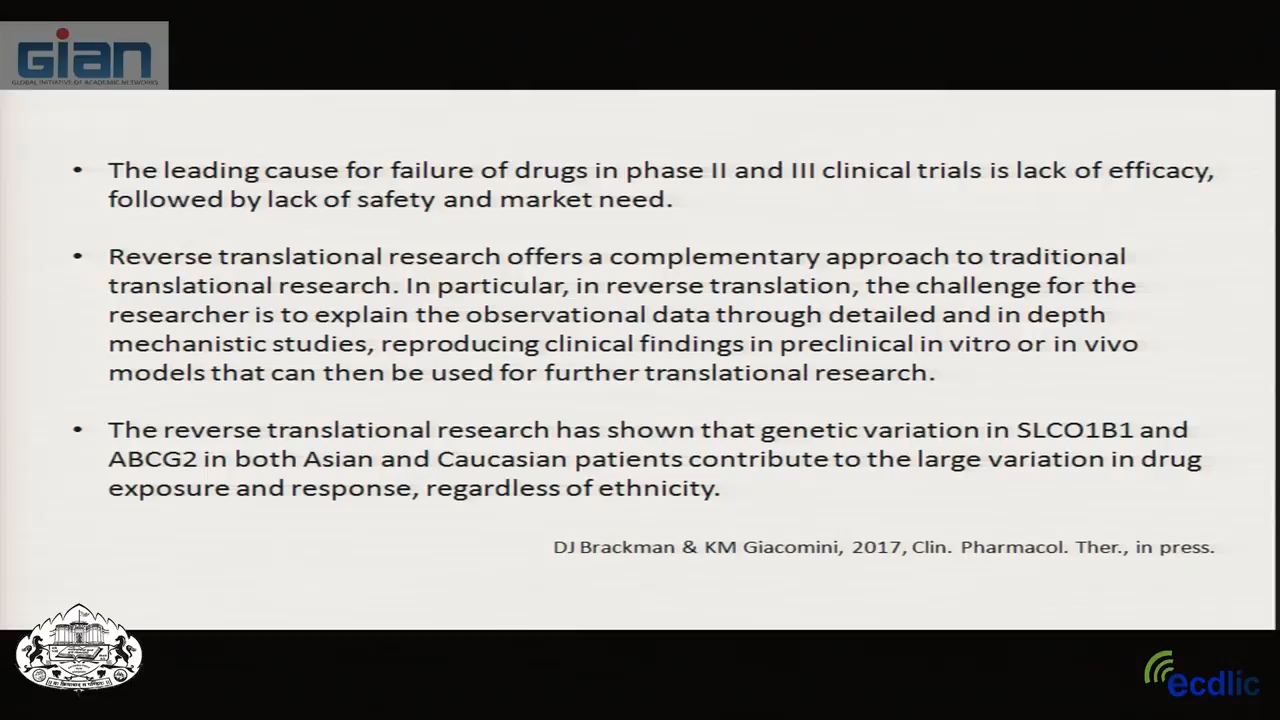 GIAN
GLOBAL INITIATIVE OF ACADEMIC NETWORKS
• The leading cause for failure of drugs in phase II and III clinical trials is lack of efficacy,
followed by lack of safety and market need.
• Reverse translational research offers a complementary approach to traditional
translational research. In particular, in reverse translation, the challenge for the
researcher is to explain the observational data through detailed and in depth
mechanistic studies, reproducing clinical findings in preclinical in vitro or in vivo
models that can then be used for further translational research.
• The reverse translational research has shown that genetic variation in SLCO1B1 and
ABCG2 in both Asian and Caucasian patients contribute to the large variation in drug
exposure and response, regardless of ethnicity.
DJ Brackman & KM Giacomini, 2017, Clin. Pharmacol. Ther., in press.
ecdlic